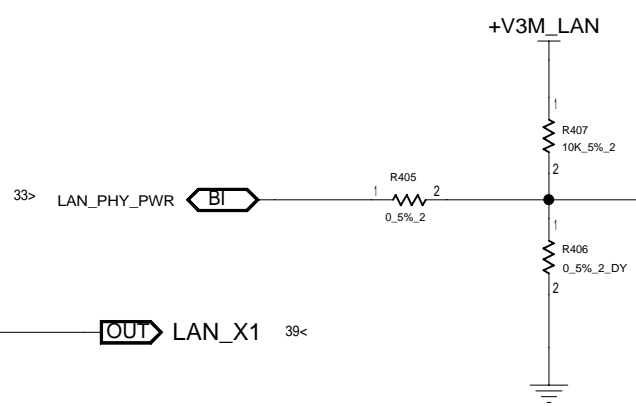 +V3M_LAN
1
R407
10K_5%_2
2
33> LAN_PHY_PWR BI 1 R405 2
0_5%_2
1
R406
0_5%_2_DY
2
OUT LAN_X1 39<